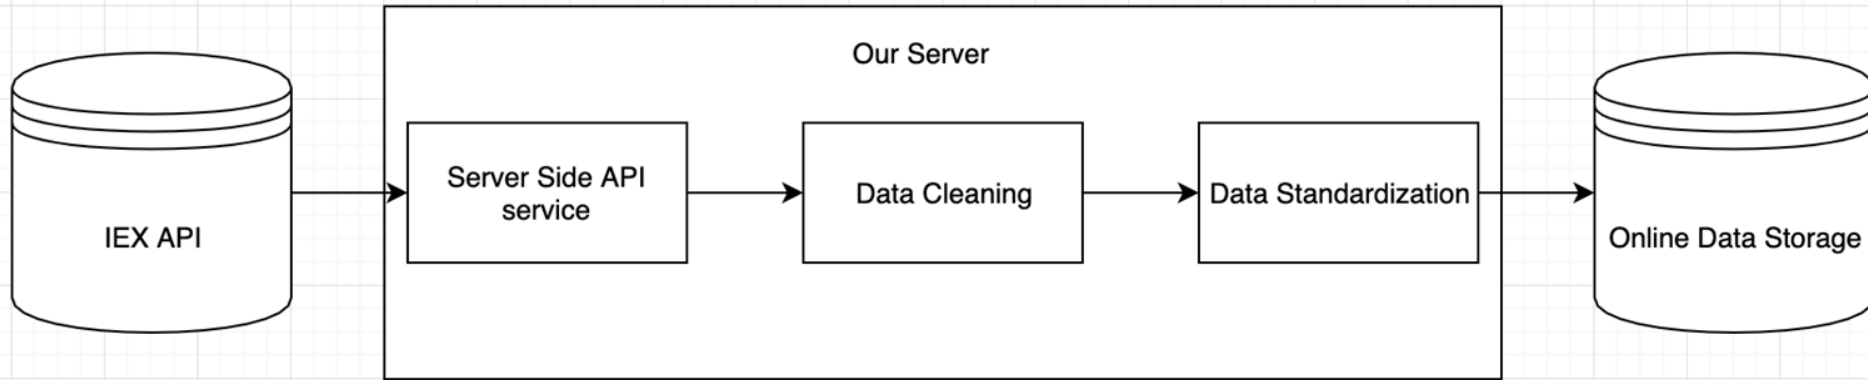 Our Server
IEX API
Server Side API
service
Data Cleaning
Data Standardization
Online Data Storage